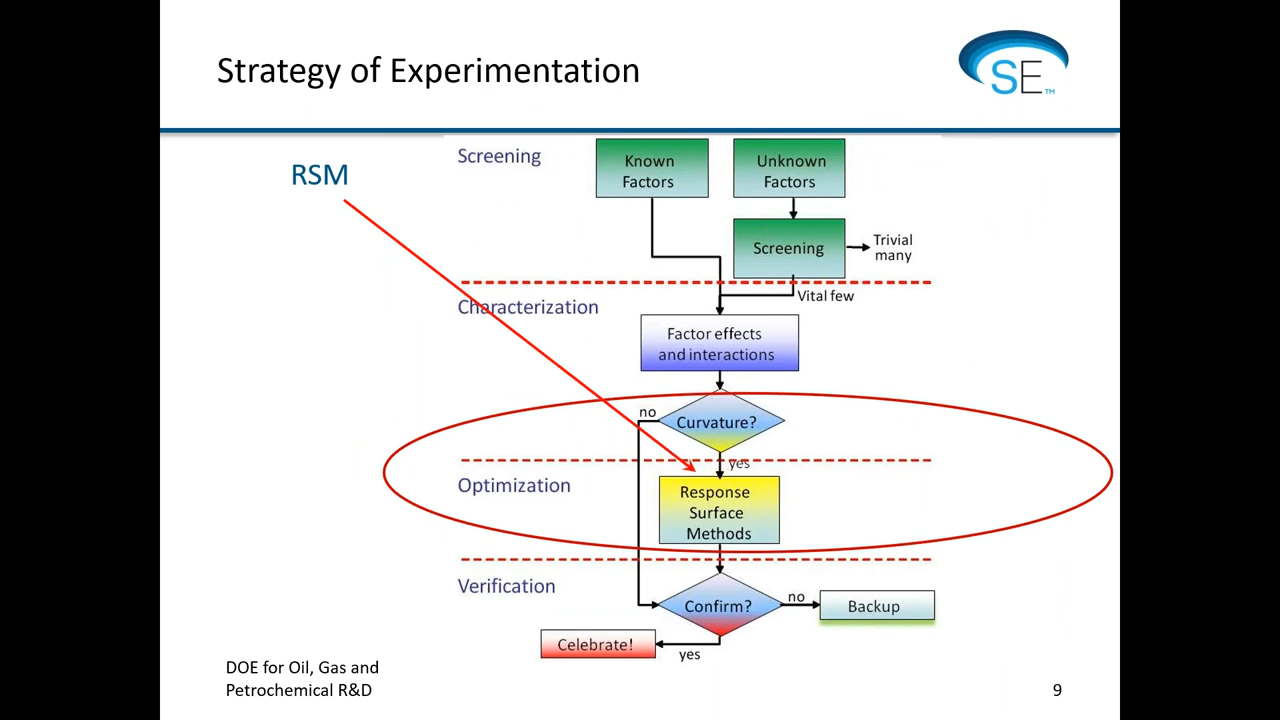 Strategy of Experimentation
SE™
RSM
Screening
Known
Factors
Unknown
Factors
Screening
Trivial
many
Vital few
Characterization
Factor effects
and interactions
no
Curvature?
yes
Optimization
Response
Surface
Methods
Verification
Confirm?
no
Backup
Celebrate!
yes
DOE for Oil, Gas and
Petrochemical R&D
9